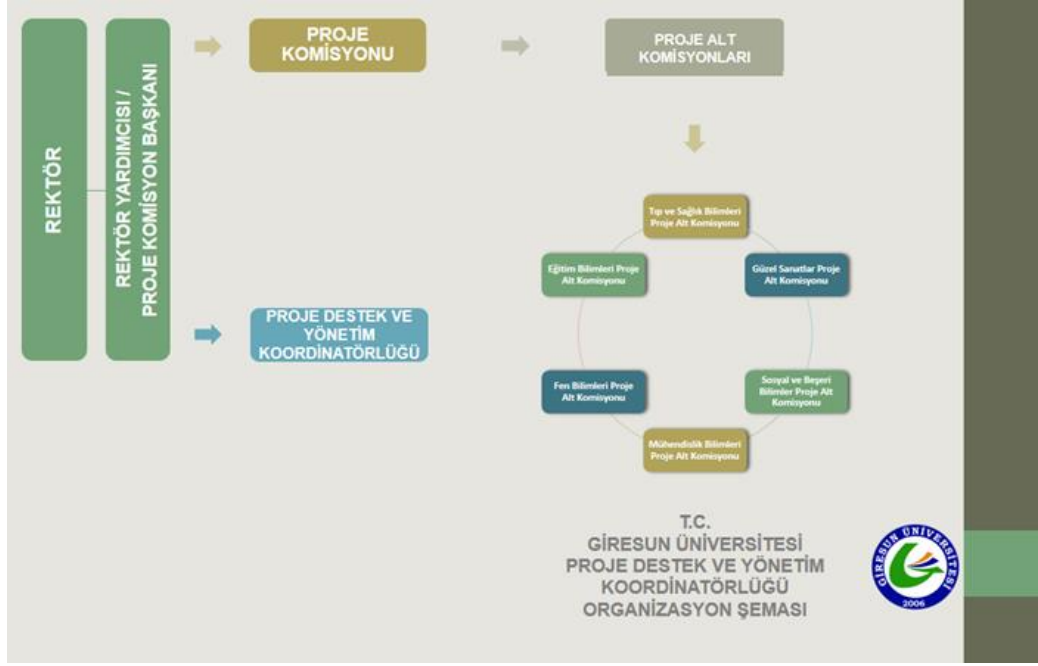 REKTÖR
REKTÖR YARDIMCISI /
PROJE KOMİSYON BAŞKANI
PROJE
KOMİSYONU
PROJE ALT
KOMİSYONLARI
Tıp ve Sağlık Bilimleri
Proje Alt Komisyonu
Eğitim Bilimleri Proje
Alt Komisyonu
Güzel Sanatlar Proje
Alt Komisyonu
PROJE DESTEK VE
YÖNETİM
KOORDİNATÖRLÜĞÜ
Fen Bilimleri Proje
Alt Komisyonu
Sosyal ve Beşeri
Bilimler Proje Alt
Komisyonu
Mühendislik Bilimleri
Proje Alt Komisyonu
T.C.
GİRESUN ÜNİVERSİTESİ
PROJE DESTEK VE YÖNETİM
KOORDİNATÖRLÜĞÜ
ORGANİZASYON ŞEMASI
GİRESUN ÜNİVERSİTESİ
2006